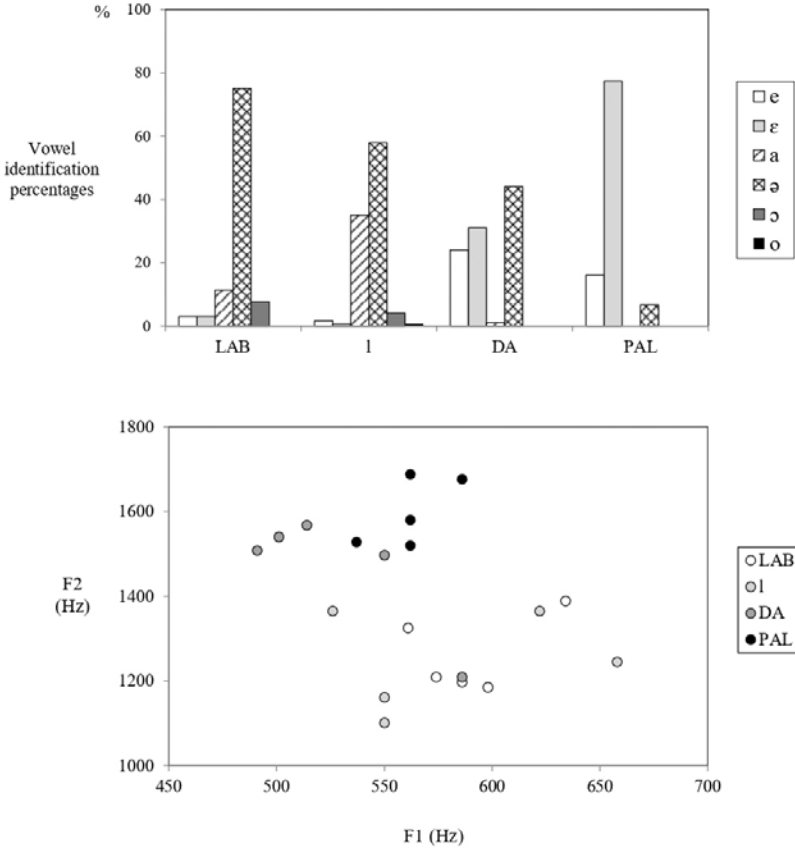 %
100
80
60
40
20
0
Vowel
identification
percentages
LAB l DA PAL
e
ε
a
ə
ɔ
o
1800
1600
1400
1200
1000
F2
(Hz)
450 500 550 600 650 700
F1 (Hz)
LAB
l
DA
PAL